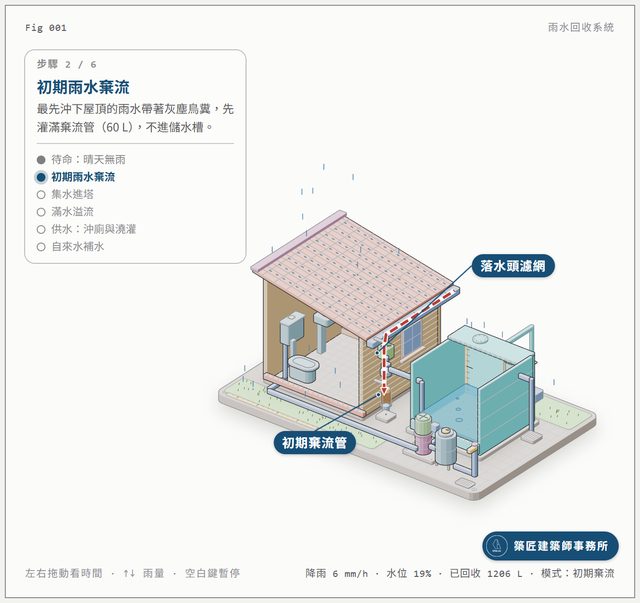 Fig 001
雨水回收系統
步驟 2 / 6
初期雨水棄流
最先沖下屋頂的雨水帶著灰塵鳥糞，先
灌滿棄流管（60 L），不進儲水槽。
待命：晴天無雨
初期雨水棄流
集水進塔
滿水溢流
供水：沖廁與澆灌
自來水補水
落水頭濾網
初期棄流管
築匠建築師事務所
左右拖動看時間 · ↑↓ 雨量 · 空白鍵暫停
降雨 6 mm/h · 水位 19% · 已回收 1206 L · 模式：初期棄流